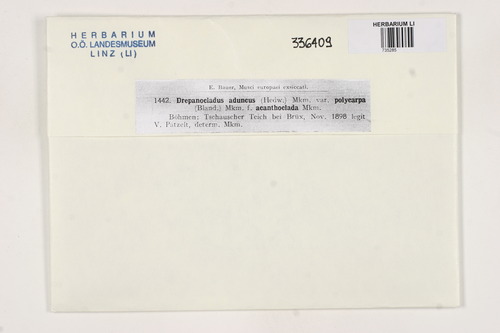 HERBARIUM
O.Ö. LANDESMUSEUM
LINZ (LI)
336409
HERBARIUM LI
E. Bauer, Musci europaei exsiccati.
1442. Drepanocladus aduncus (Hedw.) Mkm. var. polycarpa
(Bland.) Mkm. f. acanthoclada Mkm.
Böhmen: Tschauscher Teich bei Brüx, Nov. 1898 legit
V. Patzelt, determ. Mkm.